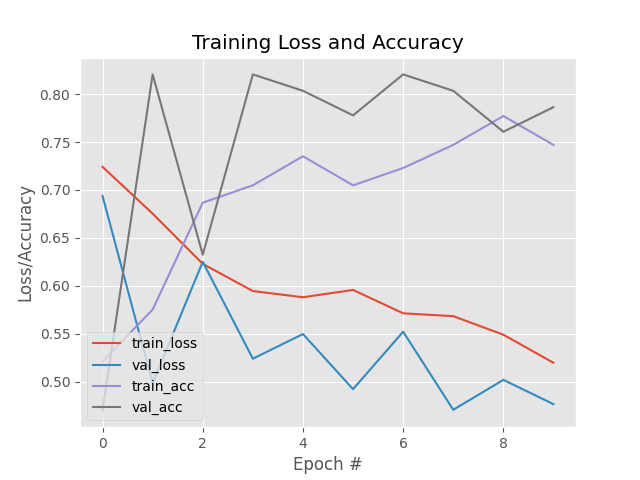 Training Loss and Accuracy
Loss/Accuracy
0.80
0.75
0.70
0.65
0.60
0.55
0.50
train_loss
val_loss
train_acc
val_acc
0 2 4 6 8
Epoch #